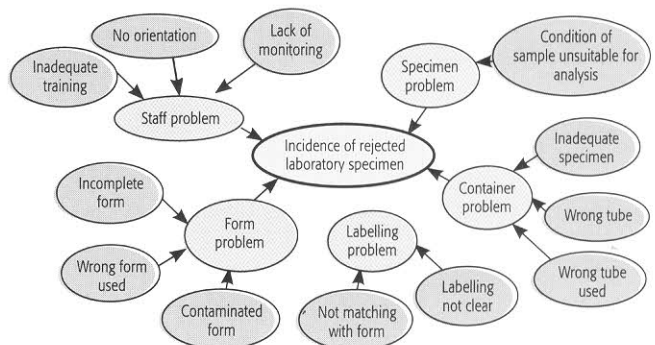 No orientation
Lack of
monitoring
Inadequate
training
Staff problem
Specimen
problem
Condition of
sample unsuitable for
analysis
Incidence of rejected
laboratory specimen
Inadequate
specimen
Container
problem
Wrong tube
Wrong tube
used
Incomplete
form
Form
problem
Wrong form
used
Contaminated
form
Labelling
problem
Not matching
with form
Labelling
not clear